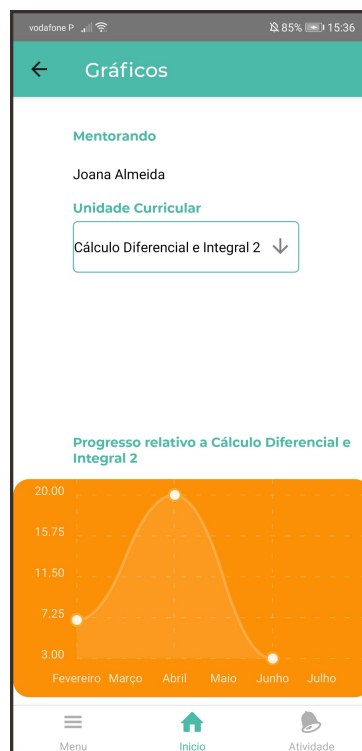 vodafone P 85% 15:36
Gráficos
Mentorando
Joana Almeida
Unidade Curricular
Cálculo Diferencial e Integral 2
Progresso relativo a Cálculo Diferencial e
Integral 2
20.00
15.75
11.50
7.25
3.00
Fevereiro Março Abril Maio Junho Julho
Menu Inicio Atividade